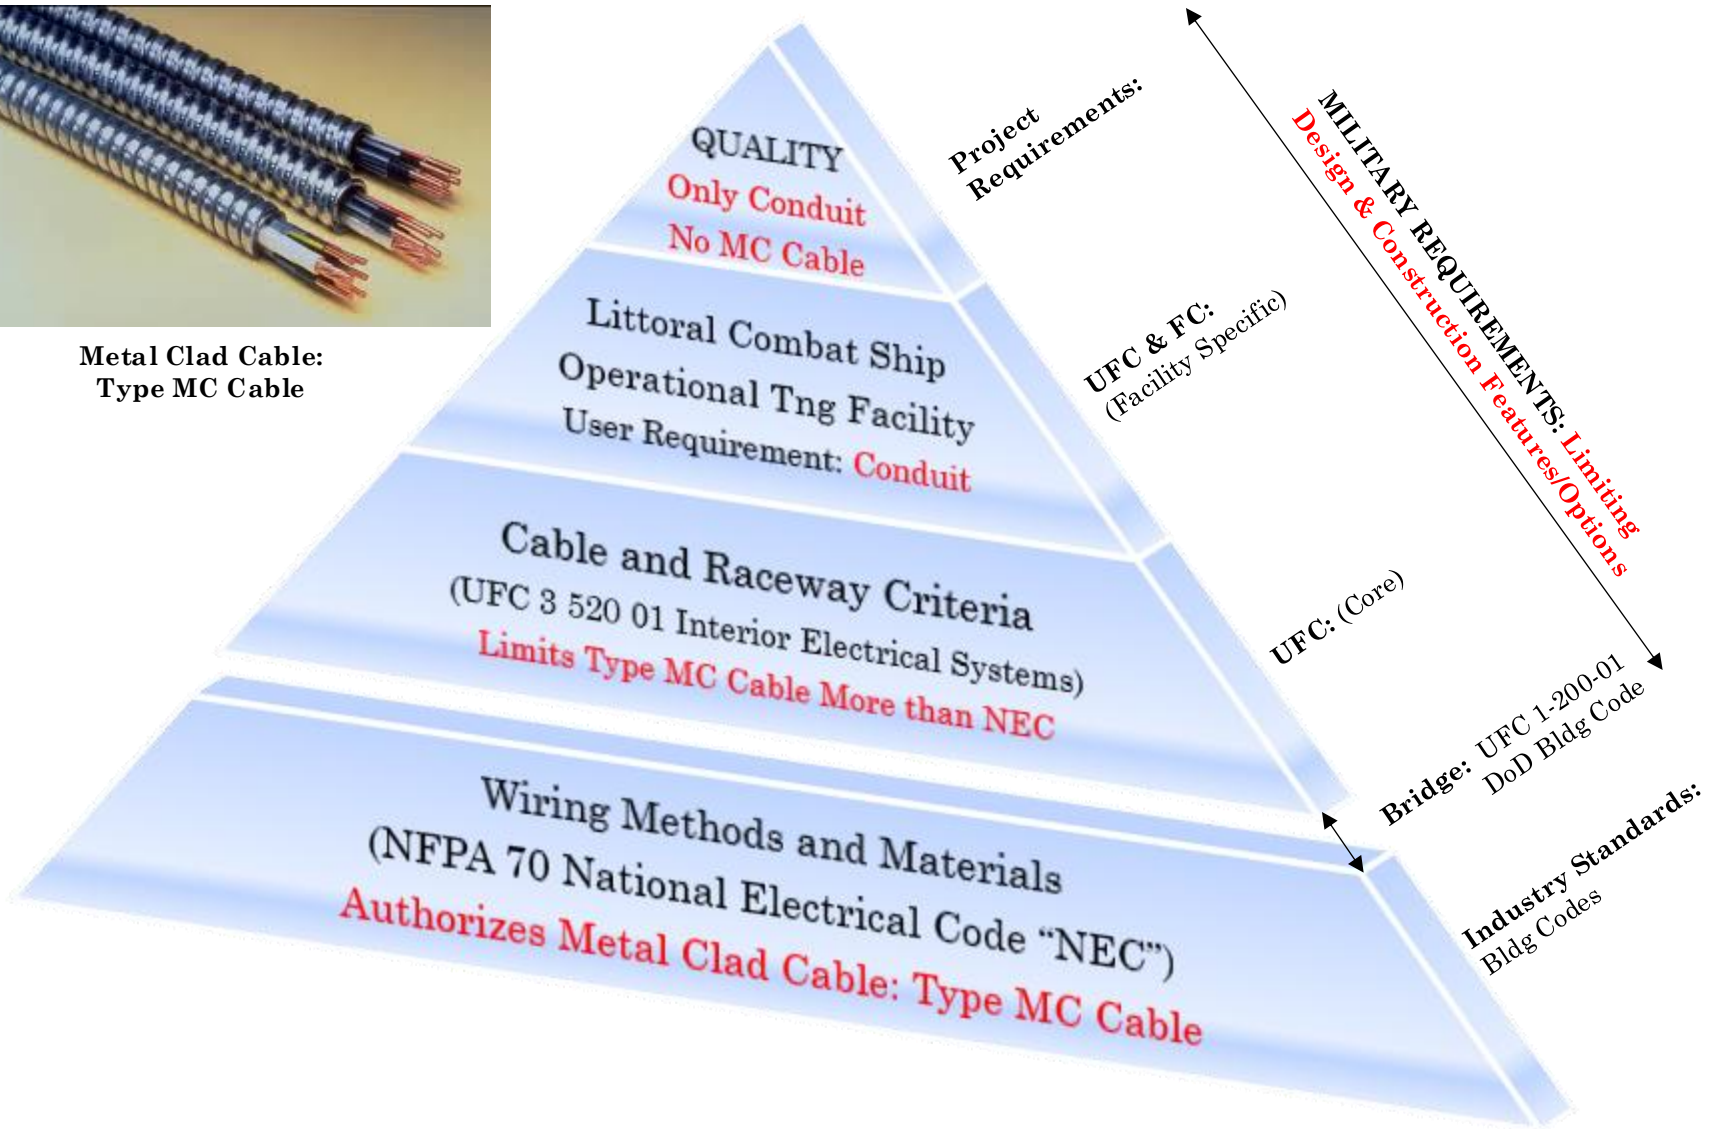 Metal Clad Cable:
Type MC Cable
QUALITY
Only Conduit
No MC Cable
Littoral Combat Ship
Operational Tng Facility
User Requirement: Conduit
Cable and Raceway Criteria
(UFC 3 520 01 Interior Electrical Systems)
Limits Type MC Cable More than NEC
Wiring Methods and Materials
(NFPA 70 National Electrical Code “NEC”)
Authorizes Metal Clad Cable: Type MC Cable
Project
Requirements:
UFC & FC:
(Facility Specific)
UFC: (Core)
Bridge: UFC 1-200-01
DoD Bldg Code
Industry Standards:
Bldg Codes
MILITARY REQUIREMENTS: Limiting
Design & Construction Features/Options